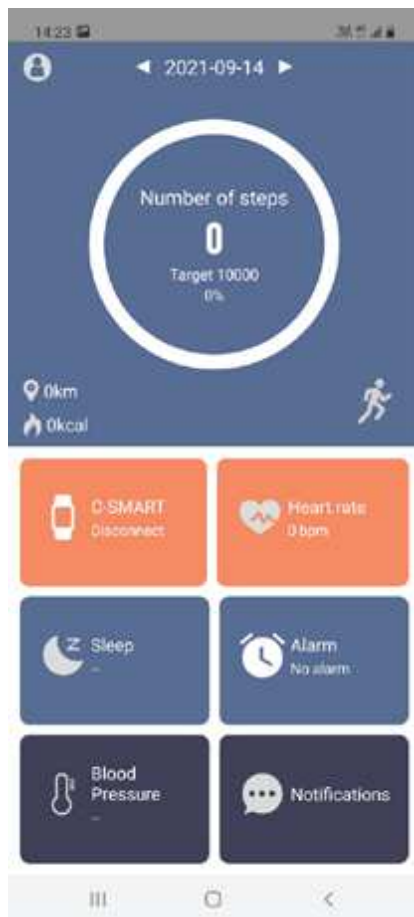 14:23
2021-09-14
Number of steps
0
Target 10000
0%
0km
0kcal
C-SMART
Disconnect
Heart rate
0 bpm
Sleep
--
Alarm
No alarm
Blood
Pressure
--
Notifications